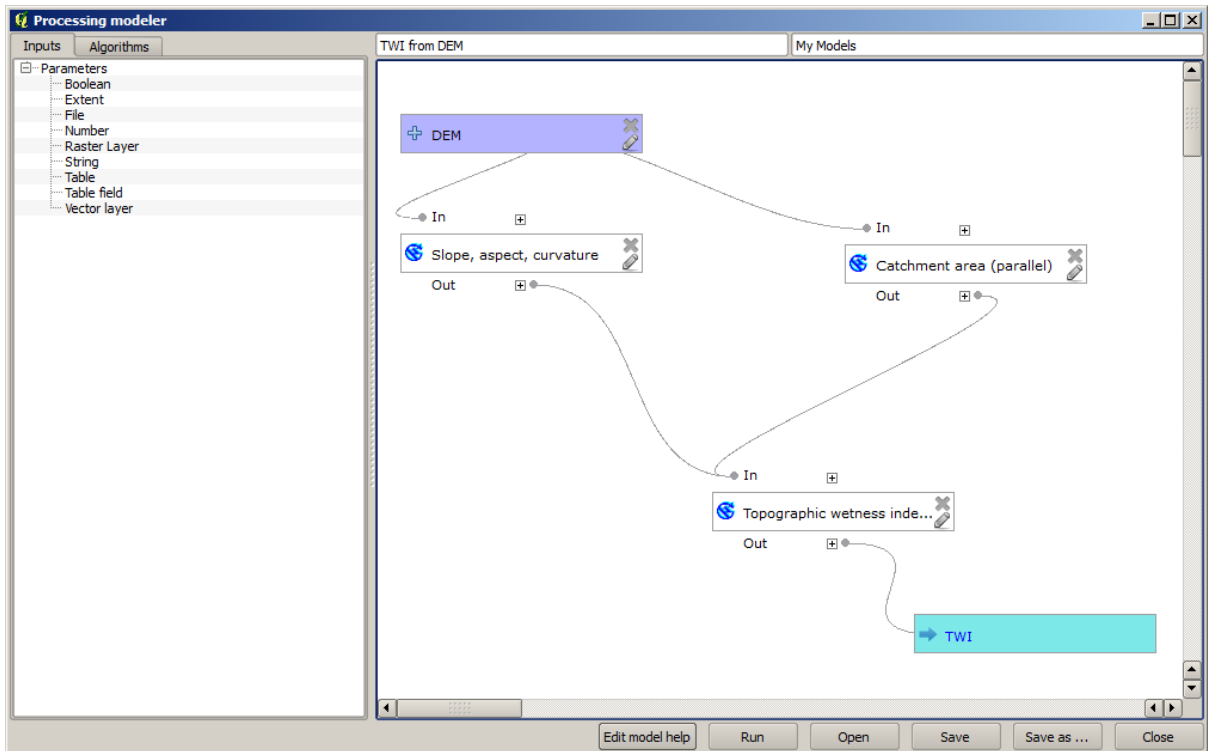 Processing modeler
Inputs
Algorithms
TWI from DEM
My Models
Parameters
Boolean
Extent
File
Number
Raster Layer
String
Table
Table field
Vector layer
DEM
In
Slope, aspect, curvature
Out
In
Catchment area (parallel)
Out
In
Topographic wetness inde...
Out
TWI
Edit model help
Run
Open
Save
Save as ...
Close